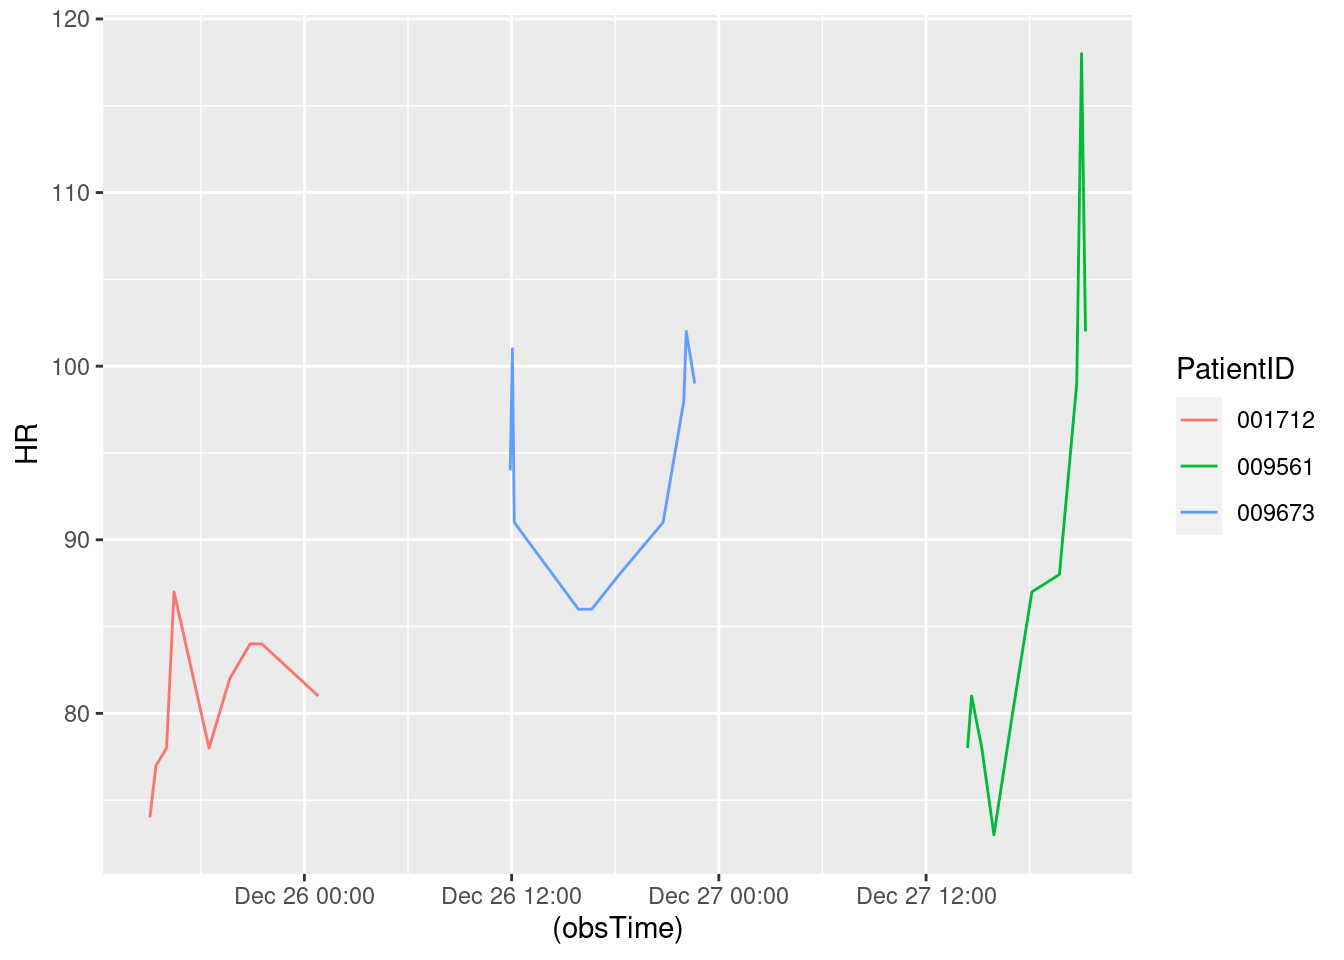 120
110
100
90
80
HR
Dec 26 00:00
Dec 26 12:00
Dec 27 00:00
Dec 27 12:00
(obsTime)
PatientID
001712
009561
009673